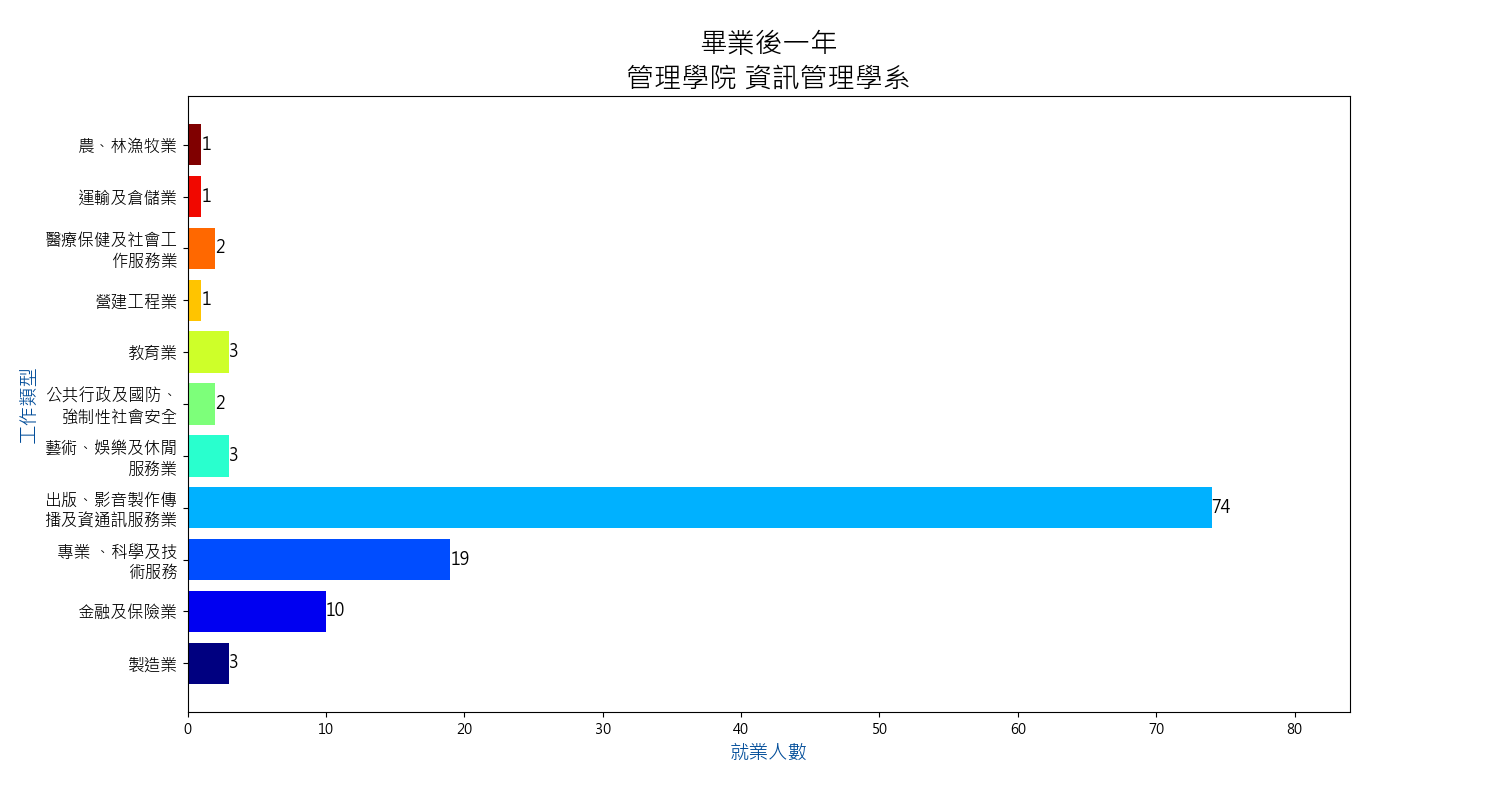 畢業後一年
管理學院 資訊管理學系
工作類型
農、林漁牧業
1
運輸及倉儲業
1
醫療保健及社會工
作服務業
2
營建工程業
1
教育業
3
公共行政及國防、
強制性社會安全
2
藝術、娛樂及休閒
服務業
3
出版、影音製作傳
播及資通訊服務業
74
專業 、科學及技
術服務
19
金融及保險業
10
製造業
3
0 10 20 30 40 50 60 70 80
就業人數